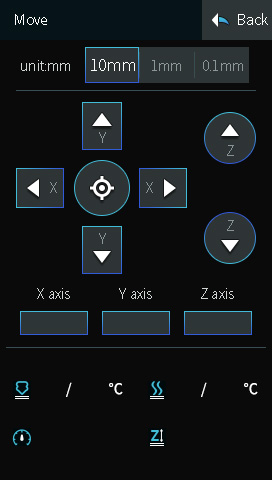 Move Back
unit:mm 10mm 1mm 0.1mm
Y Z
X X
Y Z
X axis Y axis Z axis
/ °C / °C
Z